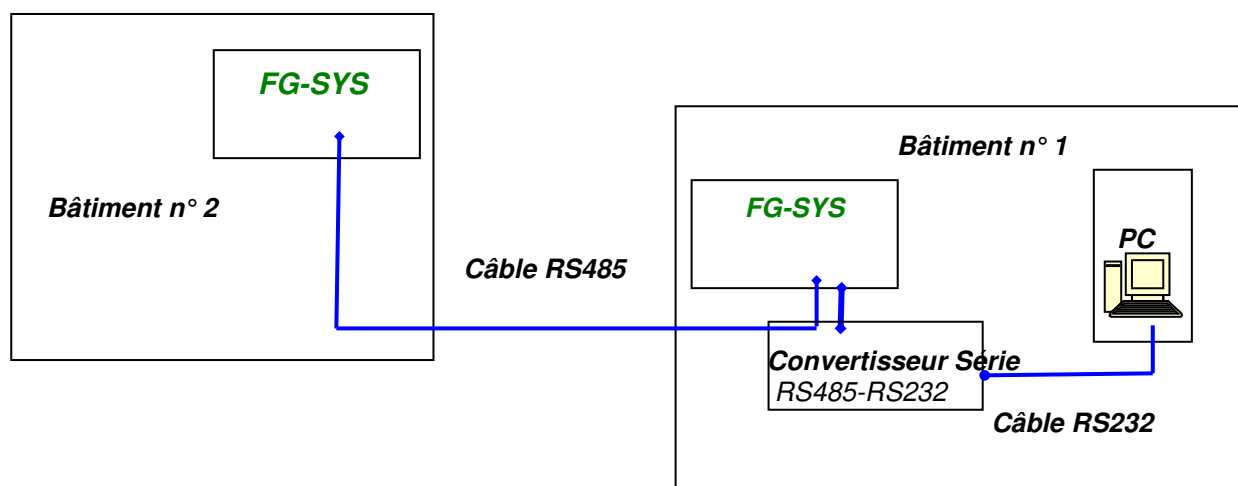 FG-SYS
Bâtiment n° 2
Câble RS485
Bâtiment n° 1
FG-SYS
PC
Convertisseur Série
RS485-RS232
Câble RS232